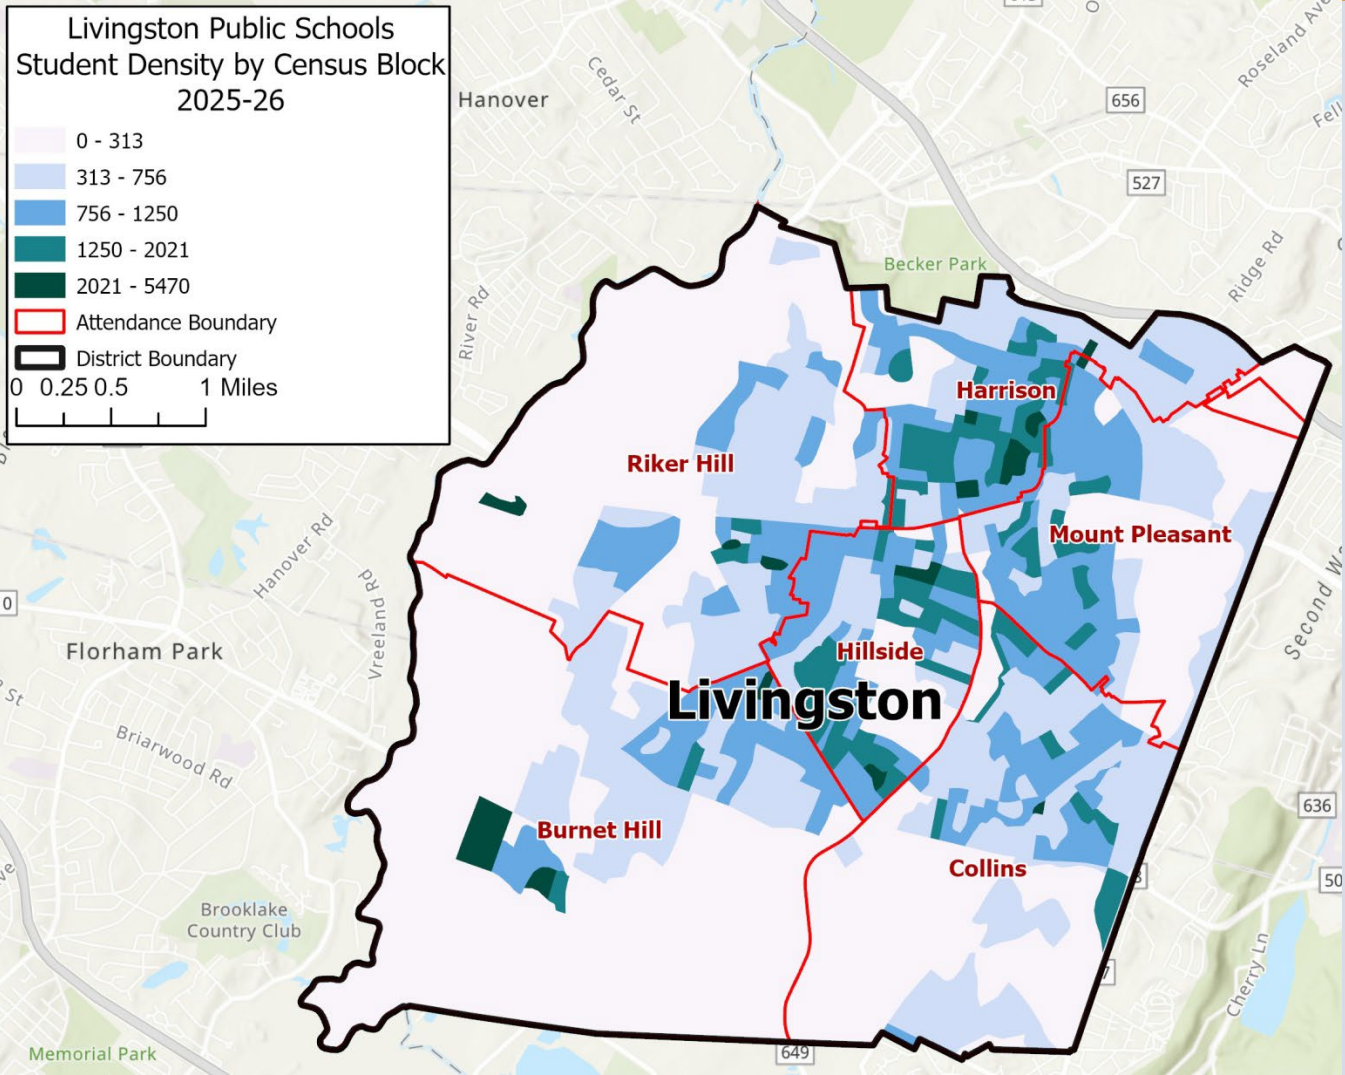 Livingston Public Schools
Student Density by Census Block
2025-26
0 - 313
313 - 756
756 - 1250
1250 - 2021
2021 - 5470
Attendance Boundary
District Boundary
0 0.25 0.5 1 Miles
Hanover
Cedar St
656
527
Roseland Ave
Ridge Rd
Becker Park
River Rd
Harrison
Riker Hill
Mount Pleasant
Hanover Rd
Vreeland Rd
0
Florham Park
Hillside
Livingston
St
Briarwood Rd
636
Burnet Hill
Collins
50
Brooklake
Country Club
Cherry Ln
Memorial Park
649